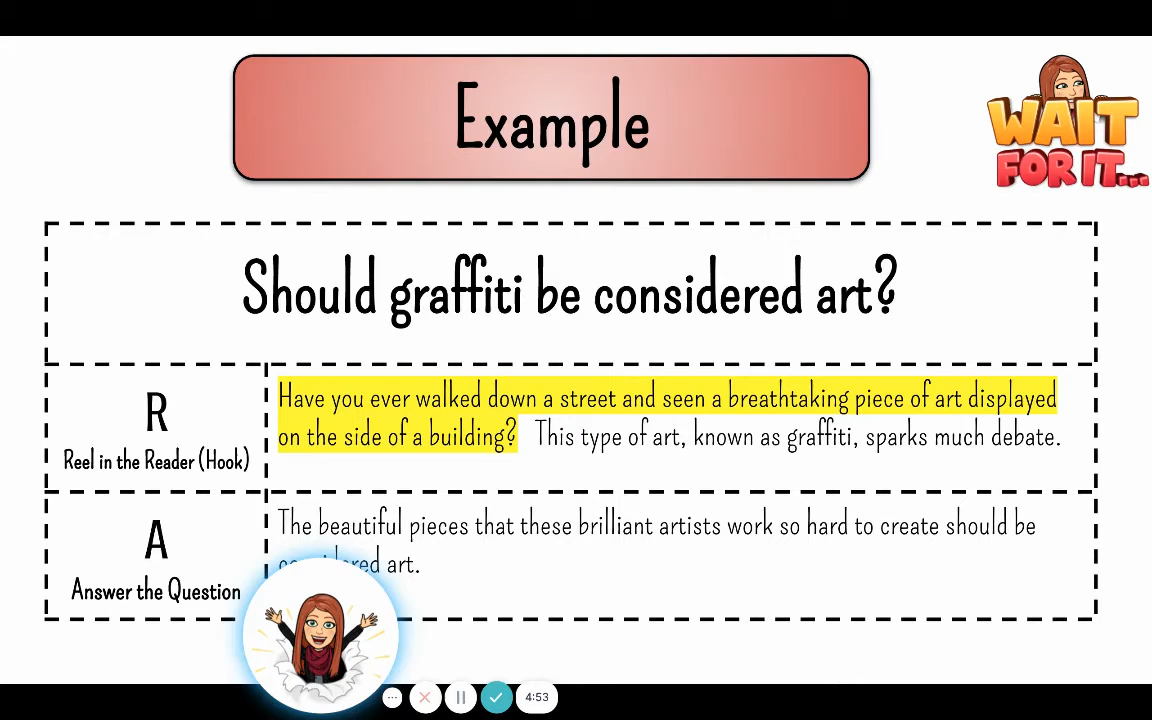 Example
WAIT
FOR IT...
Should graffiti be considered art?
R
Reel in the Reader (Hook)
Have you ever walked down a street and seen a breathtaking piece of art displayed
on the side of a building? This type of art, known as graffiti, sparks much debate.
A
Answer the Question
The beautiful pieces that these brilliant artists work so hard to create should be
considered art.
4:53